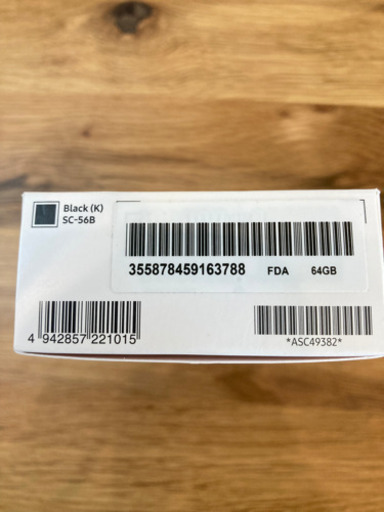 Black (K)
SC-56B
355878459163788 FDA 64GB
4 942857 221015
*ASC49382*